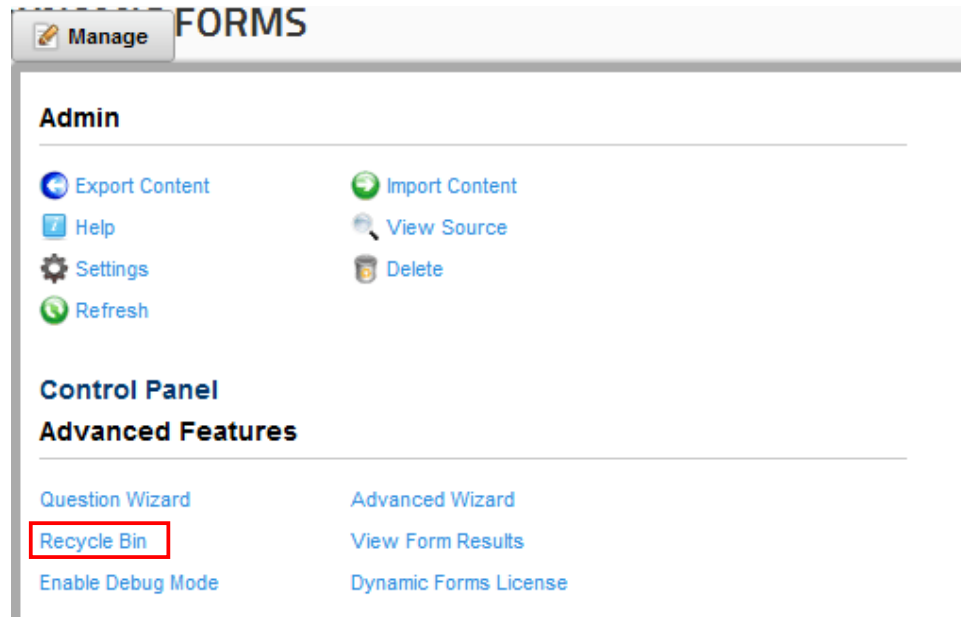 FORMS
Manage
Admin
Export Content Import Content
Help View Source
Settings Delete
Refresh
Control Panel
Advanced Features
Question Wizard Advanced Wizard
Recycle Bin View Form Results
Enable Debug Mode Dynamic Forms License